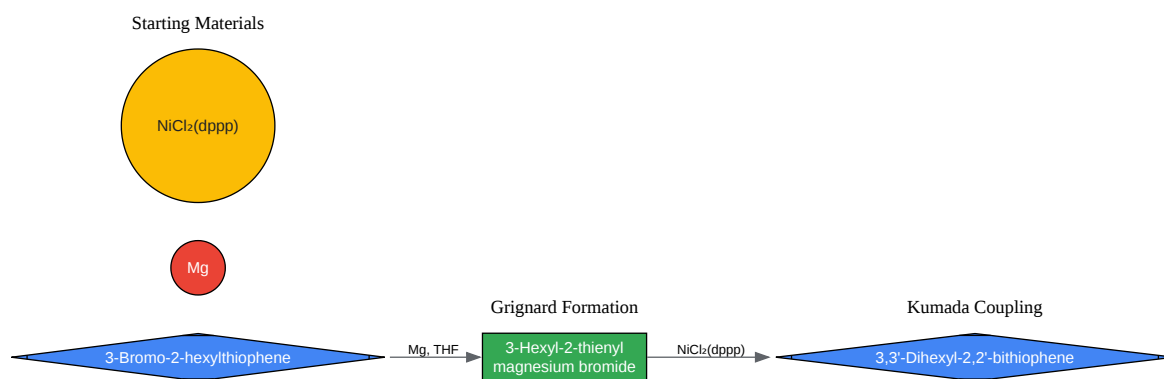 Starting Materials
NiCl₂(dppp)
Mg
Grignard Formation
Kumada Coupling
3-Bromo-2-hexylthiophene
Mg, THF
3-Hexyl-2-thienyl
magnesium bromide
NiCl₂(dppp)
3,3'-Dihexyl-2,2'-bithiophene